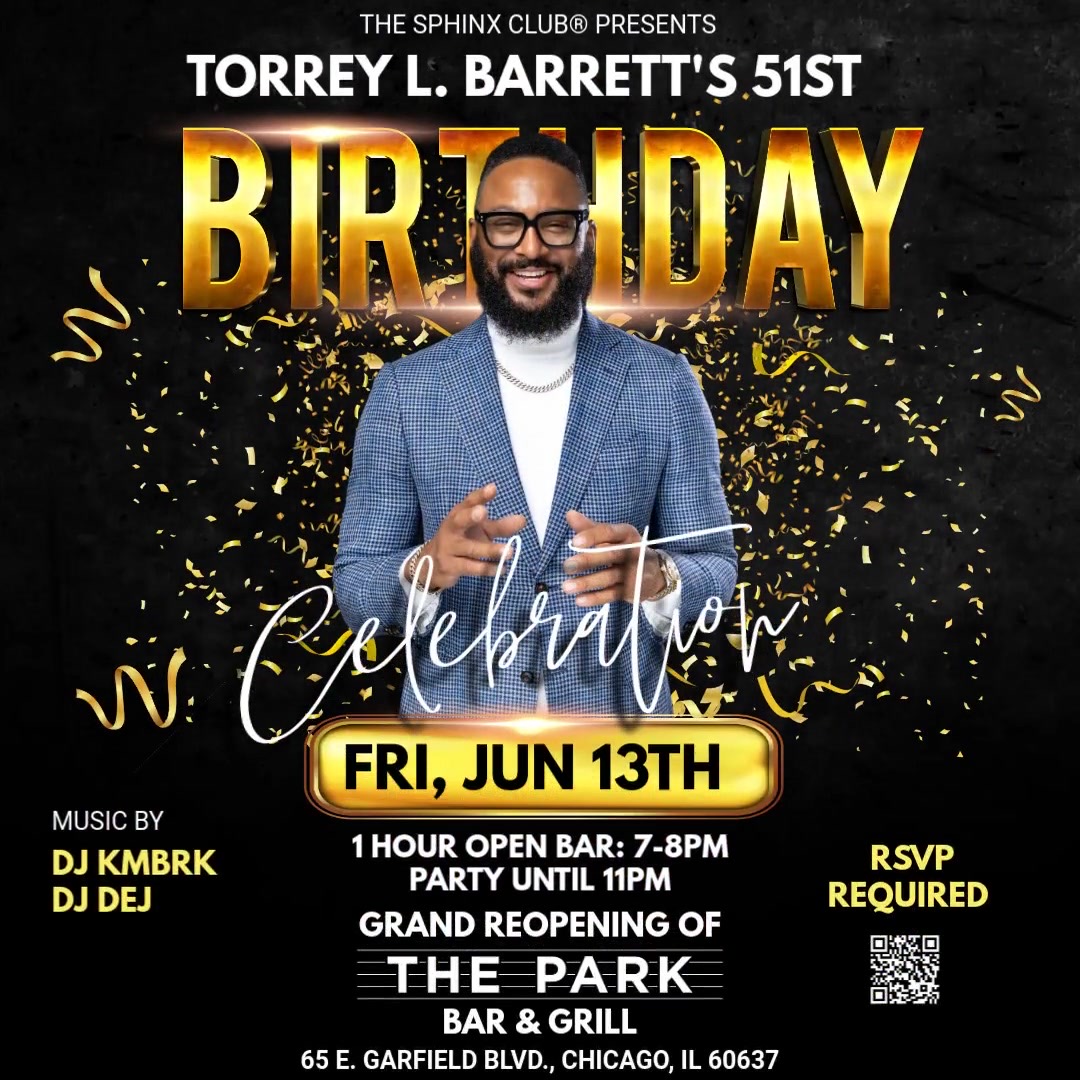 THE SPHINX CLUB® PRESENTS
TORREY L. BARRETT'S 51ST
BIRTHDAY
Celebration
FRI, JUN 13TH
MUSIC BY
DJ KMBRK
DJ DEJ
1 HOUR OPEN BAR: 7-8PM
PARTY UNTIL 11PM
GRAND REOPENING OF
THE PARK
BAR & GRILL
65 E. GARFIELD BLVD., CHICAGO, IL 60637
RSVP
REQUIRED